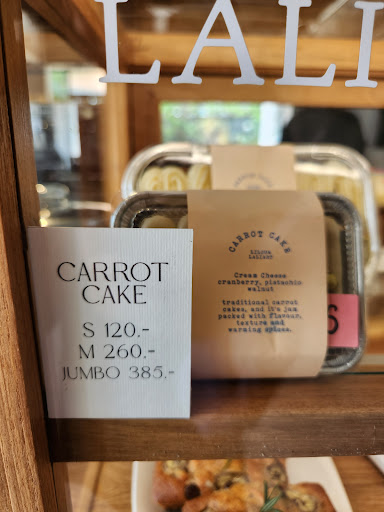 LALI
CARROT
CAKE
S 120.-
M 260.-
JUMBO 385.-
CARROT CAKE
Cream Cheese
cranberry, pistachio
walnut
traditional carrot
cakes, and it's jam
packed with flavour,
texture and
warming spices.
S